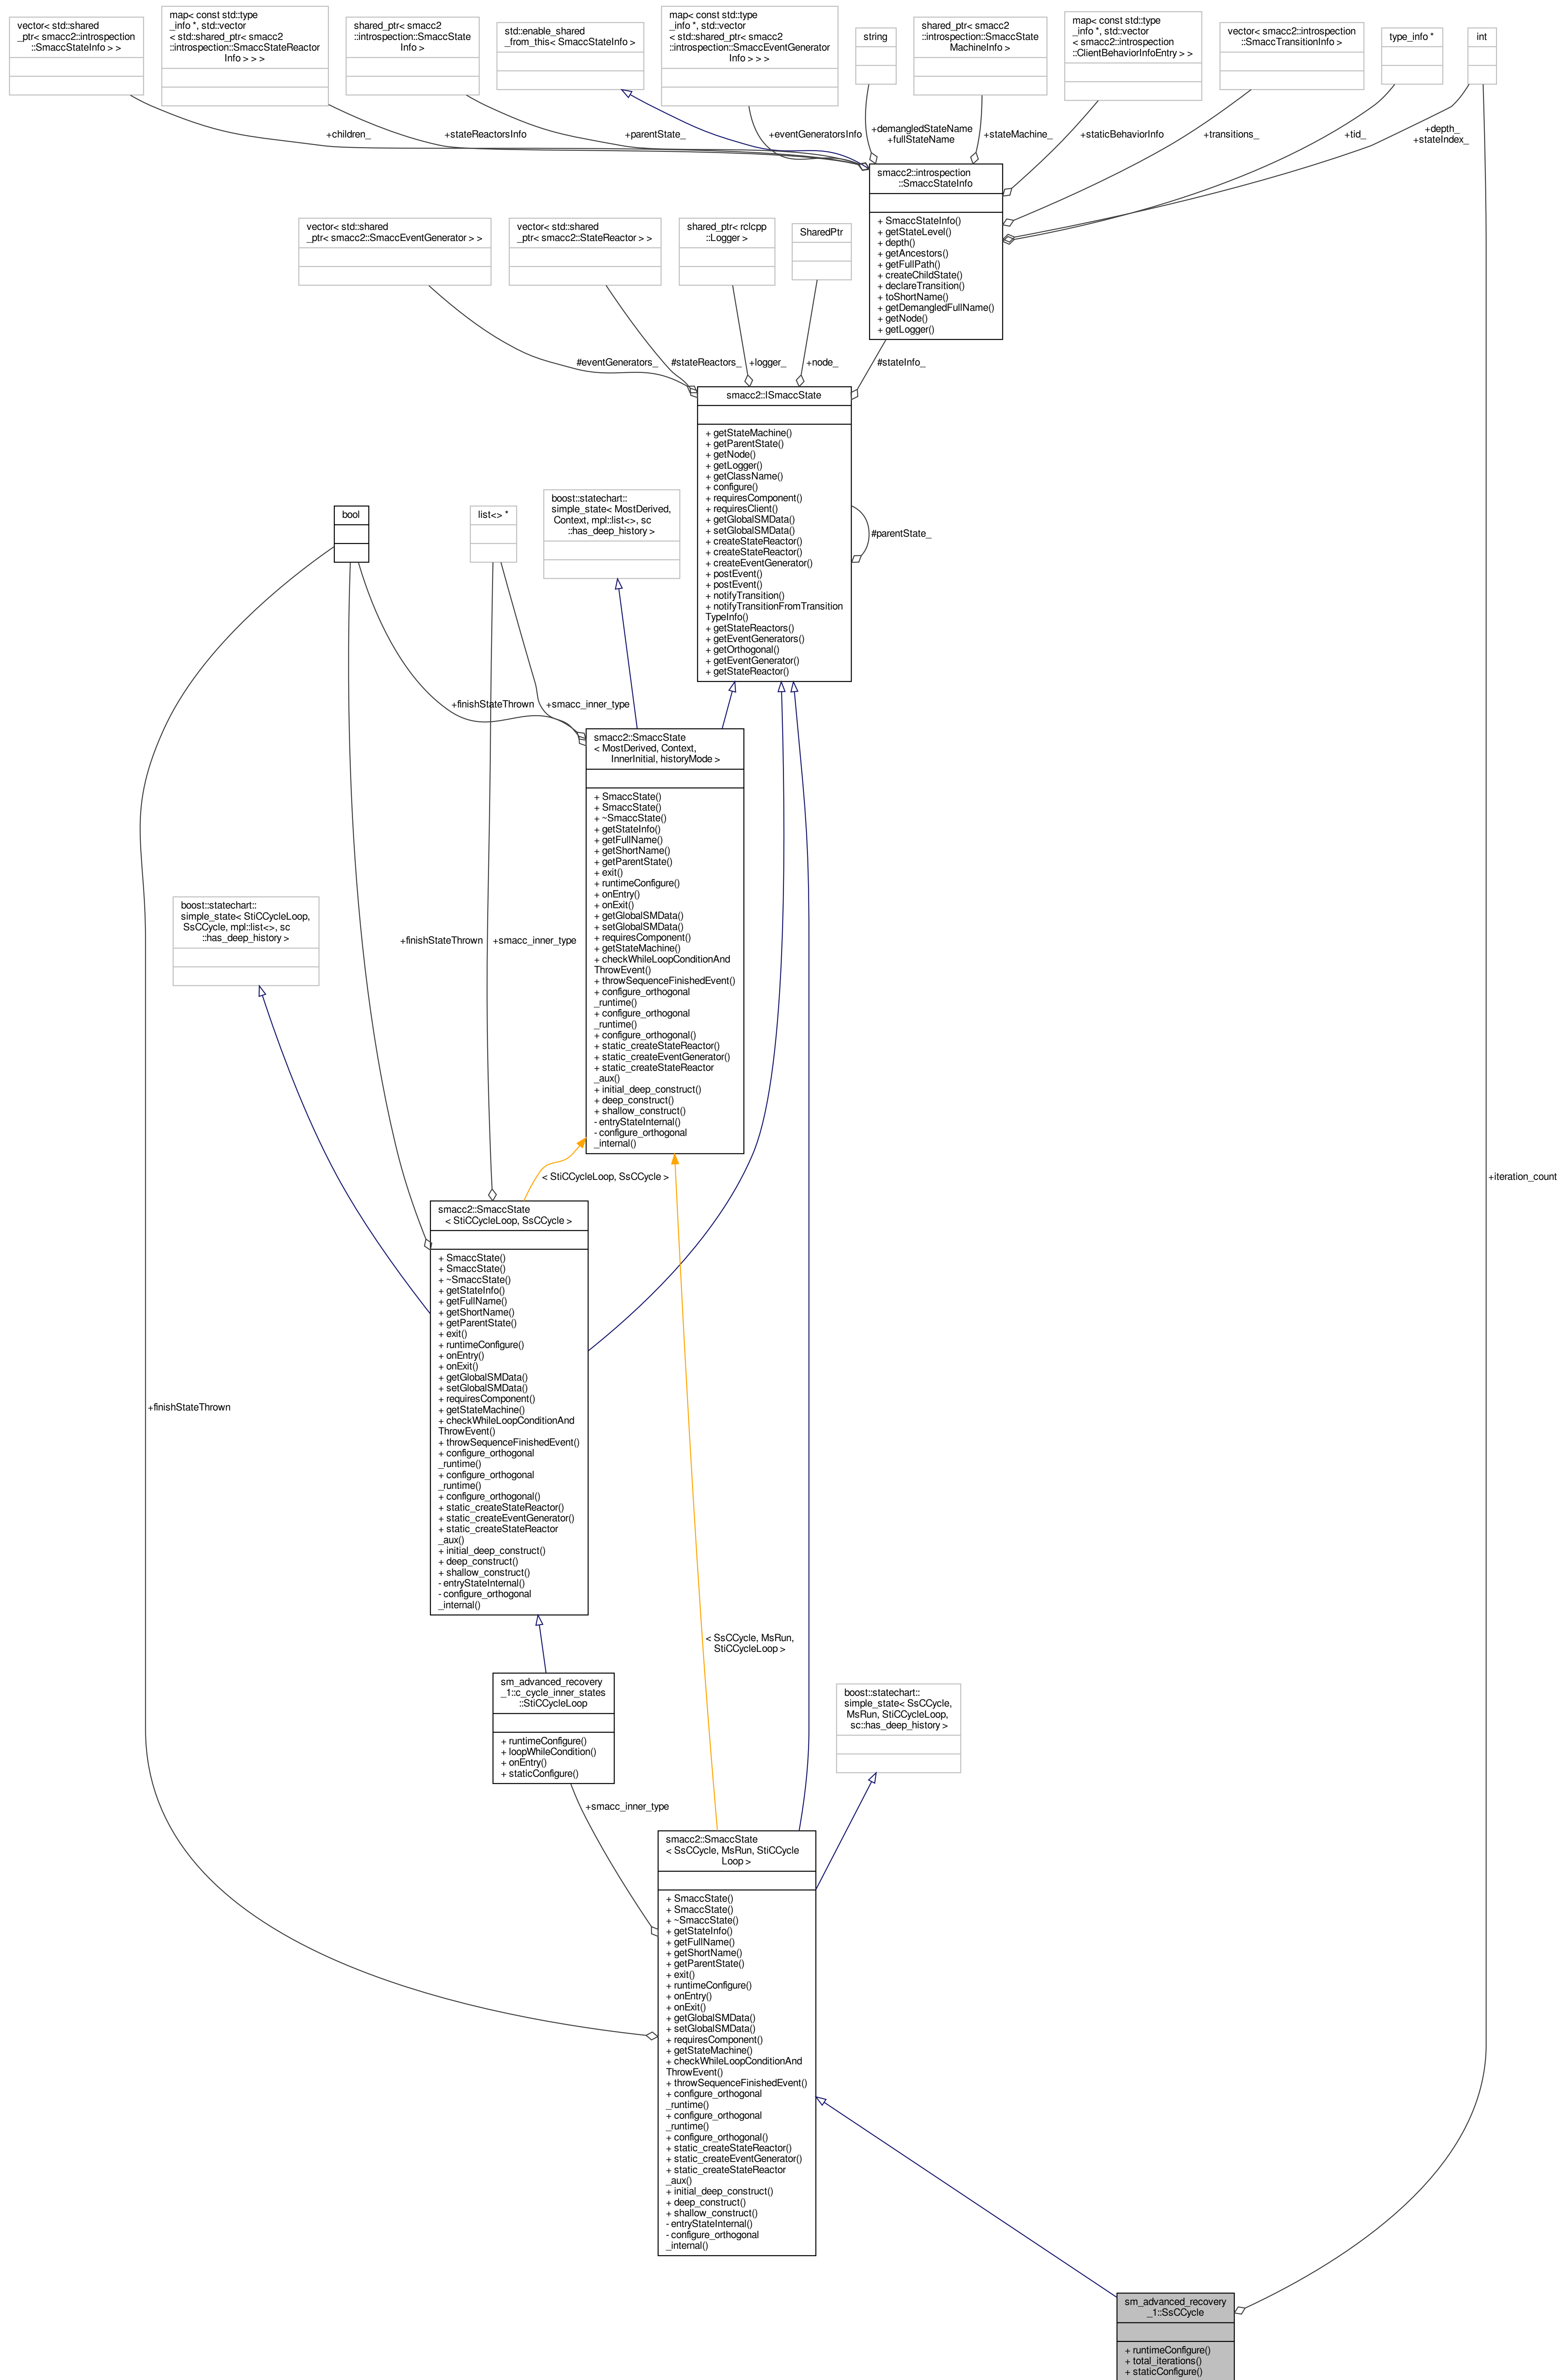 vector< std::shared
_ptr< smacc2::introspection
::SmaccStateInfo > >
map< const std::type
_info *, std::vector
< std::shared_ptr< smacc2
::introspection::SmaccStateReactor
Info > > >
shared_ptr< smacc2
::introspection::SmaccState
Info >
std::enable_shared
_from_this< SmaccStateInfo >
map< const std::type
_info *, std::vector
< std::shared_ptr< smacc2
::introspection::SmaccEventGenerator
Info > > >
string
shared_ptr< smacc2
::introspection::SmaccState
MachineInfo >
map< const std::type
_info *, std::vector
< smacc2::introspection
::ClientBehaviorInfoEntry > >
vector< smacc2::introspection
::SmaccTransitionInfo >
type_info *
int
+children_
+stateReactorsInfo
+parentState_
+eventGeneratorsInfo
+demangledStateName
+fullStateName
+stateMachine_
+staticBehaviorInfo
+transitions_
+tid_
+depth_
+stateIndex_
smacc2::introspection
::SmaccStateInfo
+ SmaccStateInfo()
+ getStateLevel()
+ depth()
+ getAncestors()
+ getFullPath()
+ createChildState()
+ declareTransition()
+ toShortName()
+ getDemangledFullName()
+ getNode()
+ getLogger()
vector< std::shared
_ptr< smacc2::SmaccEventGenerator > >
vector< std::shared
_ptr< smacc2::StateReactor > >
shared_ptr< rclcpp
::Logger >
SharedPtr
#eventGenerators_
#stateReactors_
+logger_
+node_
#stateInfo_
smacc2::ISmaccState
+ getStateMachine()
+ getParentState()
+ getNode()
+ getLogger()
+ getClassName()
+ configure()
+ requiresComponent()
+ requiresClient()
+ getGlobalSMData()
+ setGlobalSMData()
+ createStateReactor()
+ createStateReactor()
+ createEventGenerator()
+ postEvent()
+ postEvent()
+ notifyTransition()
+ notifyTransitionFromTransition
TypeInfo()
+ getStateReactors()
+ getEventGenerators()
+ getOrthogonal()
+ getEventGenerator()
+ getStateReactor()
#parentState_
bool
list<> *
boost::statechart::
simple_state< MostDerived,
Context, mpl::list<>, sc
::has_deep_history >
+finishStateThrown
+smacc_inner_type
smacc2::SmaccState
< MostDerived, Context,
InnerInitial, historyMode >
+ SmaccState()
+ SmaccState()
+ ~SmaccState()
+ getStateInfo()
+ getFullName()
+ getShortName()
+ getParentState()
+ exit()
+ runtimeConfigure()
+ onEntry()
+ onExit()
+ getGlobalSMData()
+ setGlobalSMData()
+ requiresComponent()
+ getStateMachine()
+ checkWhileLoopConditionAnd
ThrowEvent()
+ throwSequenceFinishedEvent()
+ configure_orthogonal
_runtime()
+ configure_orthogonal
_runtime()
+ configure_orthogonal()
+ static_createStateReactor()
+ static_createEventGenerator()
+ static_createStateReactor
_aux()
+ initial_deep_construct()
+ deep_construct()
+ shallow_construct()
- entryStateInternal()
- configure_orthogonal
_internal()
boost::statechart::
simple_state< StiCCycleLoop,
SsCCycle, mpl::list<>, sc
::has_deep_history >
+finishStateThrown
+smacc_inner_type
< StiCCycleLoop, SsCCycle >
+iteration_count
smacc2::SmaccState
< StiCCycleLoop, SsCCycle >
+ SmaccState()
+ SmaccState()
+ ~SmaccState()
+ getStateInfo()
+ getFullName()
+ getShortName()
+ getParentState()
+ exit()
+ runtimeConfigure()
+ onEntry()
+ onExit()
+ getGlobalSMData()
+ setGlobalSMData()
+ requiresComponent()
+ getStateMachine()
+ checkWhileLoopConditionAnd
ThrowEvent()
+ throwSequenceFinishedEvent()
+ configure_orthogonal
_runtime()
+ configure_orthogonal
_runtime()
+ configure_orthogonal()
+ static_createStateReactor()
+ static_createEventGenerator()
+ static_createStateReactor
_aux()
+ initial_deep_construct()
+ deep_construct()
+ shallow_construct()
- entryStateInternal()
- configure_orthogonal
_internal()
+finishStateThrown
< SsCCycle, MsRun,
StiCCycleLoop >
sm_advanced_recovery
_1::c_cycle_inner_states
::StiCCycleLoop
+ runtimeConfigure()
+ loopWhileCondition()
+ onEntry()
+ staticConfigure()
boost::statechart::
simple_state< SsCCycle,
MsRun, StiCCycleLoop,
sc::has_deep_history >
+smacc_inner_type
smacc2::SmaccState
< SsCCycle, MsRun, StiCCycle
Loop >
+ SmaccState()
+ SmaccState()
+ ~SmaccState()
+ getStateInfo()
+ getFullName()
+ getShortName()
+ getParentState()
+ exit()
+ runtimeConfigure()
+ onEntry()
+ onExit()
+ getGlobalSMData()
+ setGlobalSMData()
+ requiresComponent()
+ getStateMachine()
+ checkWhileLoopConditionAnd
ThrowEvent()
+ throwSequenceFinishedEvent()
+ configure_orthogonal
_runtime()
+ configure_orthogonal
_runtime()
+ configure_orthogonal()
+ static_createStateReactor()
+ static_createEventGenerator()
+ static_createStateReactor
_aux()
+ initial_deep_construct()
+ deep_construct()
+ shallow_construct()
- entryStateInternal()
- configure_orthogonal
_internal()
sm_advanced_recovery
_1::SsCCycle
+ runtimeConfigure()
+ total_iterations()
+ staticConfigure()